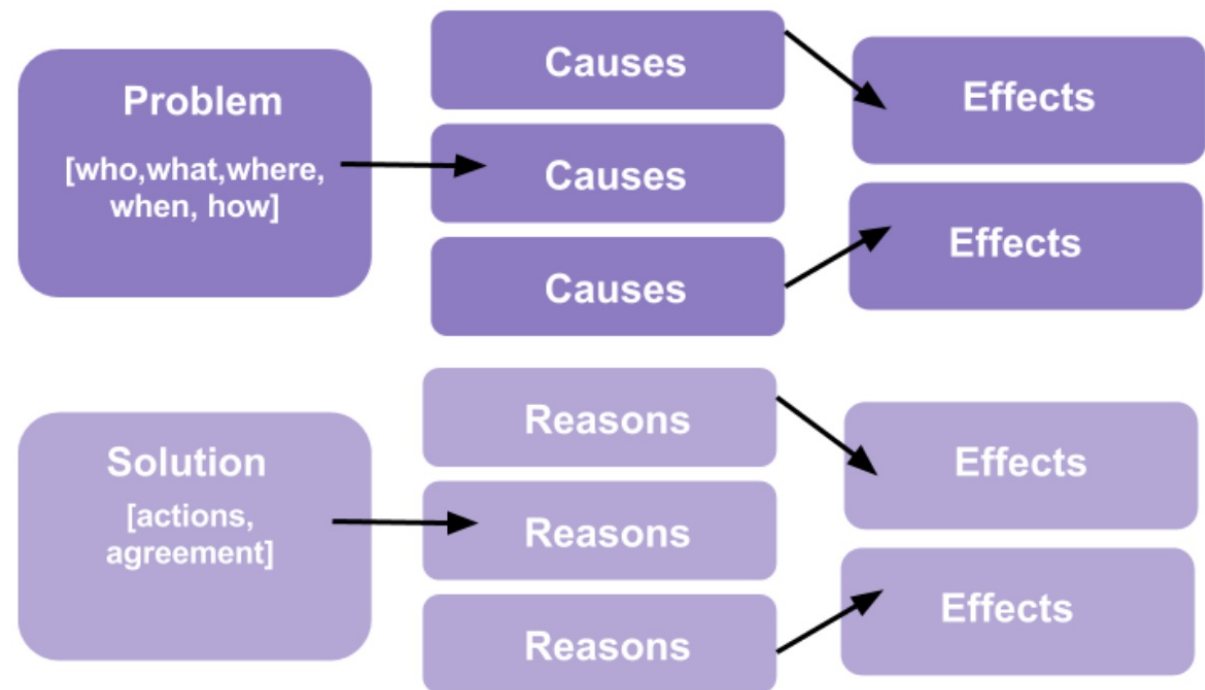 Problem
[who,what,where,
when, how]
Causes
Causes
Causes
Effects
Effects
Solution
[actions,
agreement]
Reasons
Reasons
Reasons
Effects
Effects